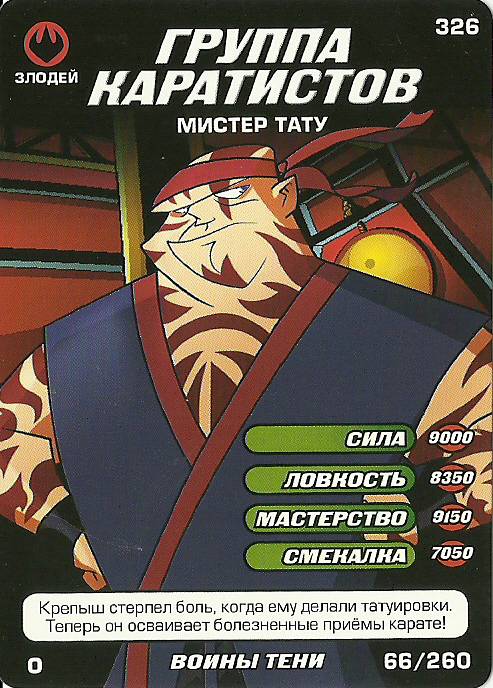 326
ЗЛОДЕЙ
ГРУППА
КАРАТИСТОВ
МИСТЕР ТАТУ
СИЛА 9000
ЛОВКОСТЬ 8350
МАСТЕРСТВО 9150
СМЕКАЛКА 7050
Крепыш стерпел боль, когда ему делали татуировки.
Теперь он осваивает болезненные приёмы карате!
0 ВОИНЫ ТЕНИ 66/260